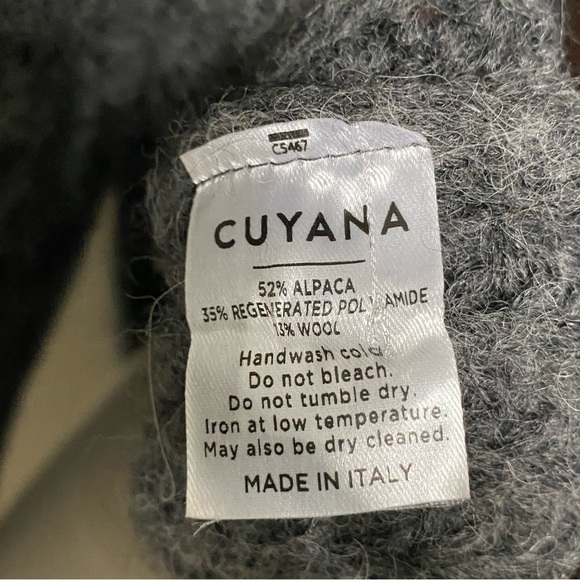 C5467
CUYANA
52% ALPACA
35% REGENERATED POLYAMIDE
13% WOOL
Handwash cold
Do not bleach.
Do not tumble dry.
Iron at low temperature.
May also be dry cleaned.
MADE IN ITALY